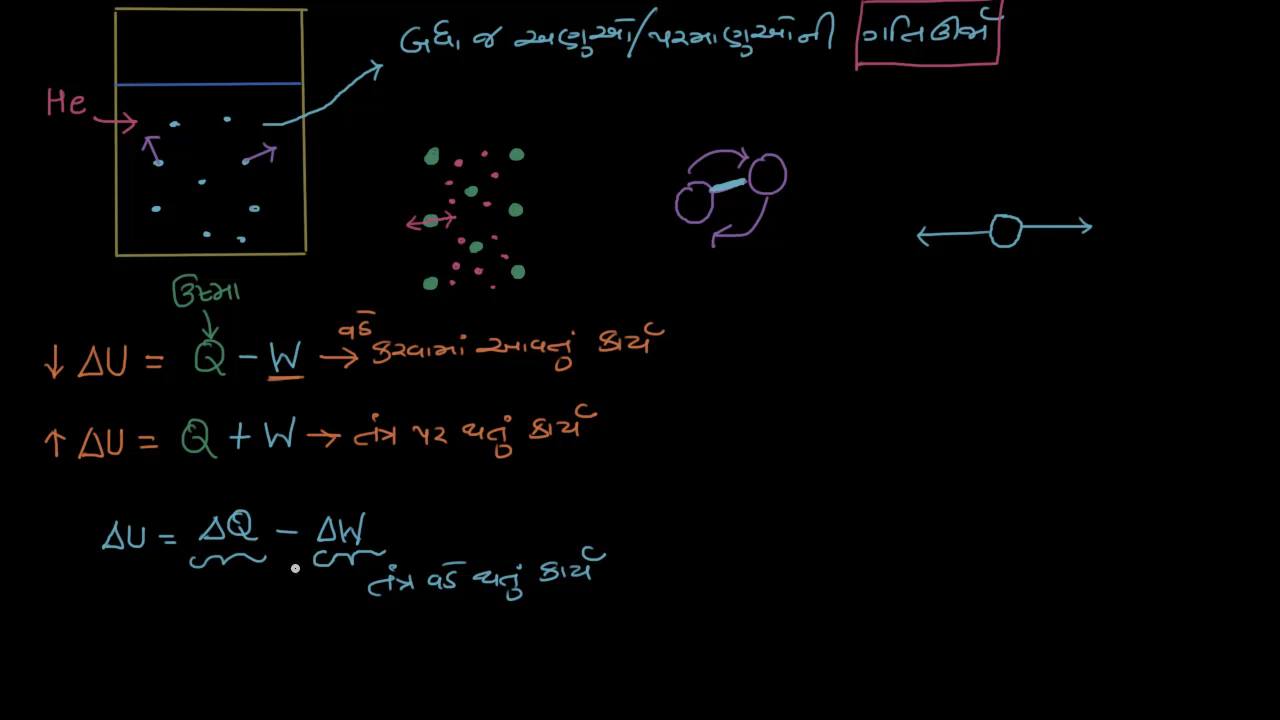 બધા જ અણુઓ/પરમાણુઓની ગતિઊર્જા
He
ઉષ્મા
↓ ΔU = Q - W → વડે કરવામાં આવતું કાર્ય
↑ ΔU = Q + W → તંત્ર પર થતું કાર્ય
ΔU = ΔQ - ΔW
તંત્ર વડે થતું કાર્ય